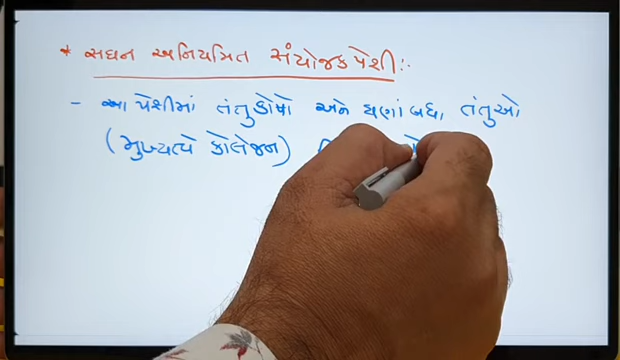 * સઘન અનિયમિત સંયોજક પેશી :-
- આ પેશીમાં તંતુકોષો અને ઘણાં બધા તંતુઓ
(મુખ્યત્વે કોલેજન)